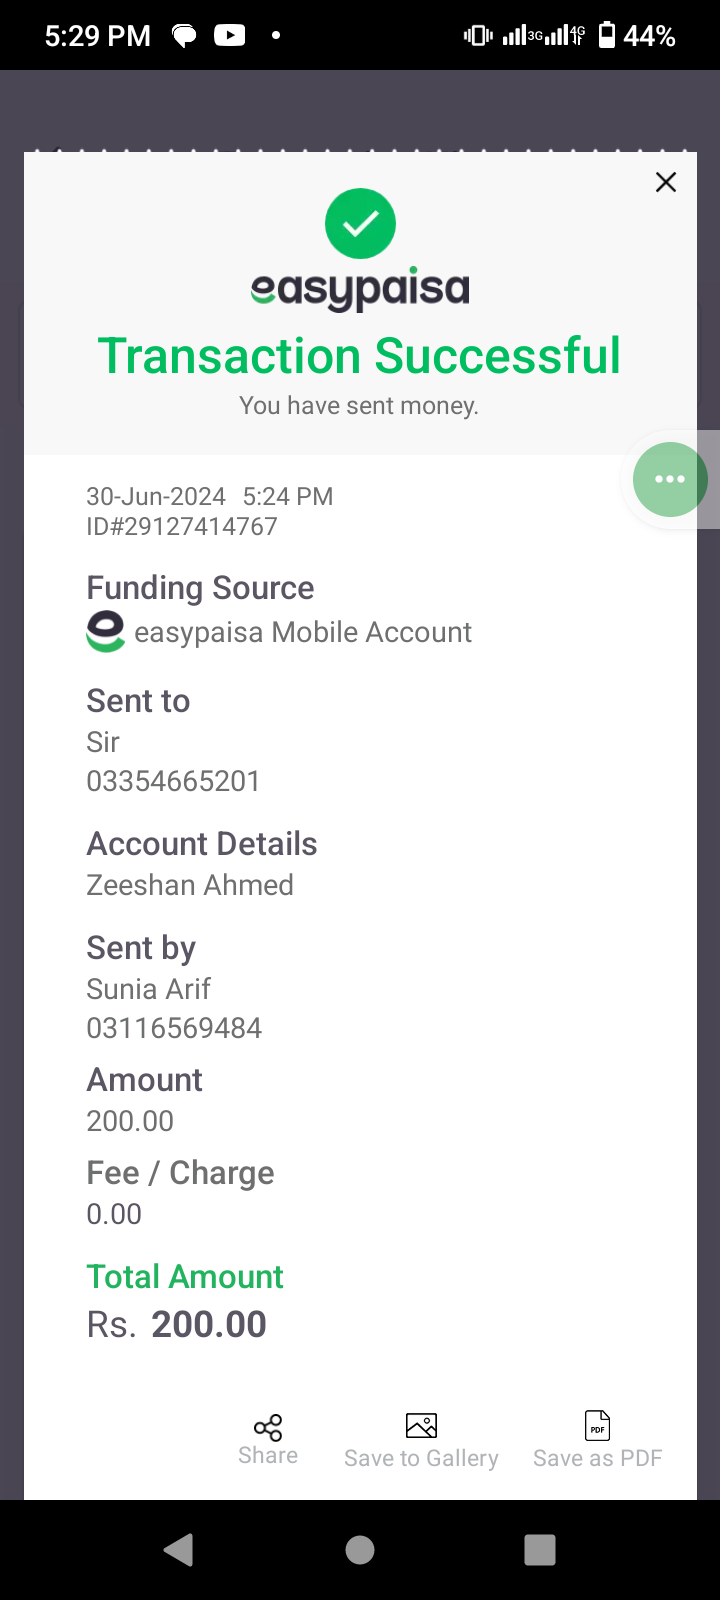 5:29 PM
3G 4G 44%
easypaisa
Transaction Successful
You have sent money.
30-Jun-2024 5:24 PM
ID#29127414767
Funding Source
easypaisa Mobile Account
Sent to
Sir
03354665201
Account Details
Zeeshan Ahmed
Sent by
Sunia Arif
03116569484
Amount
200.00
Fee / Charge
0.00
Total Amount
Rs. 200.00
Share
Save to Gallery
PDF
Save as PDF